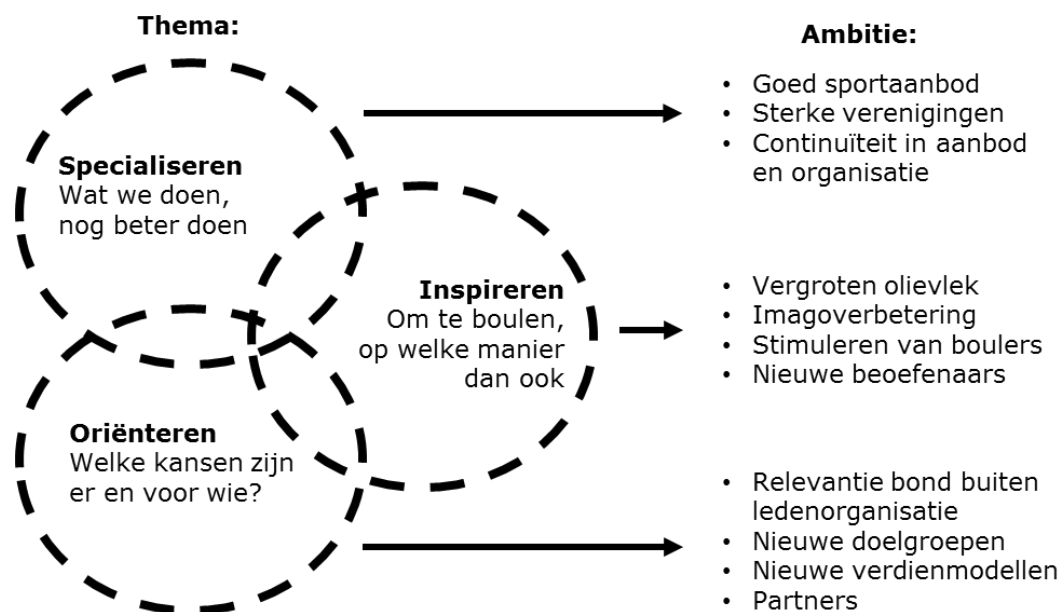 Thema:
Specialiseren
Wat we doen,
nog beter doen
Inspireren
Om te boulen,
op welke manier
dan ook
Oriënteren
Welke kansen zijn
er en voor wie?
Ambitie:
• Goed sportaanbod
• Sterke verenigingen
• Continuïteit in aanbod
en organisatie
• Vergroten olievlek
• Imagoverbetering
• Stimuleren van boulers
• Nieuwe beoefenaars
• Relevantie bond buiten
ledenorganisatie
• Nieuwe doelgroepen
• Nieuwe verdienmodellen
• Partners